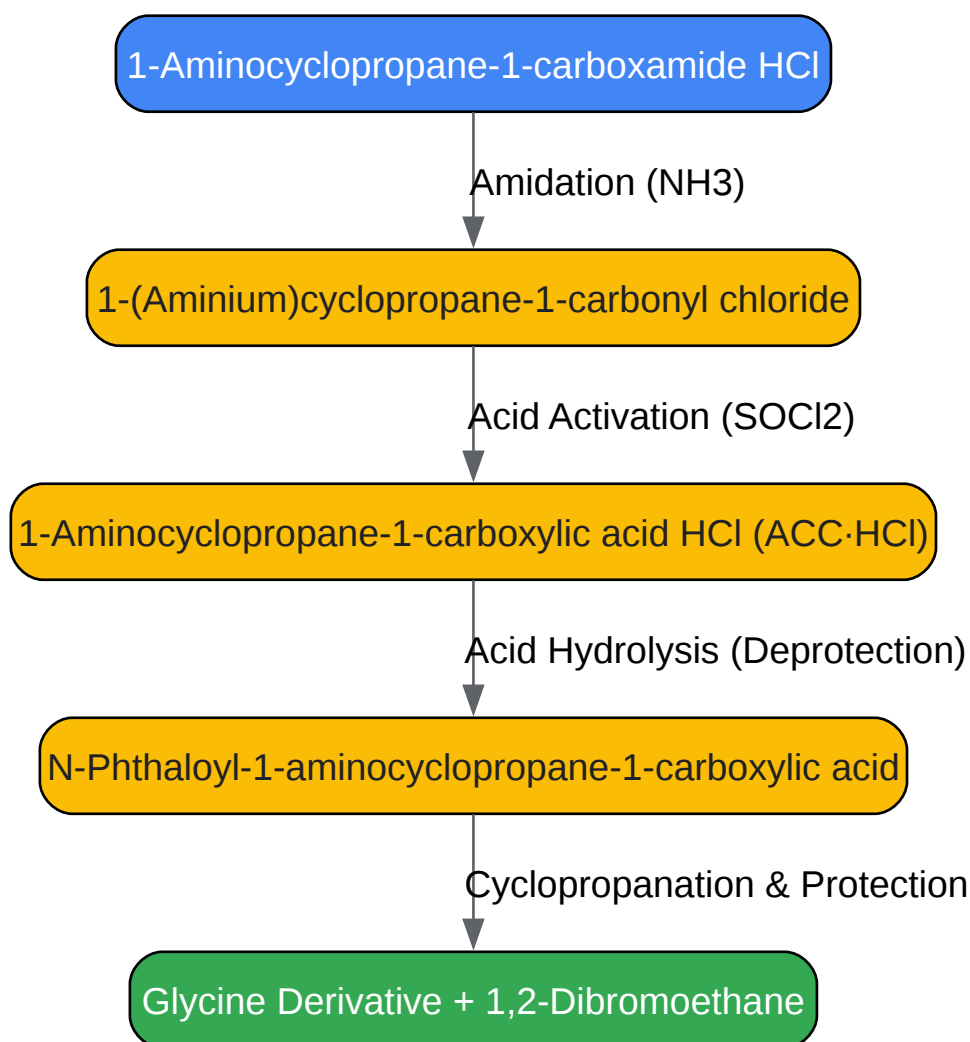 1-Aminocyclopropane-1-carboxamide HCl
Amidation (NH3)
1-(Aminium)cyclopropane-1-carbonyl chloride
Acid Activation (SOCl2)
1-Aminocyclopropane-1-carboxylic acid HCl (ACC·HCl)
Acid Hydrolysis (Deprotection)
N-Phthaloyl-1-aminocyclopropane-1-carboxylic acid
Cyclopropanation & Protection
Glycine Derivative + 1,2-Dibromoethane